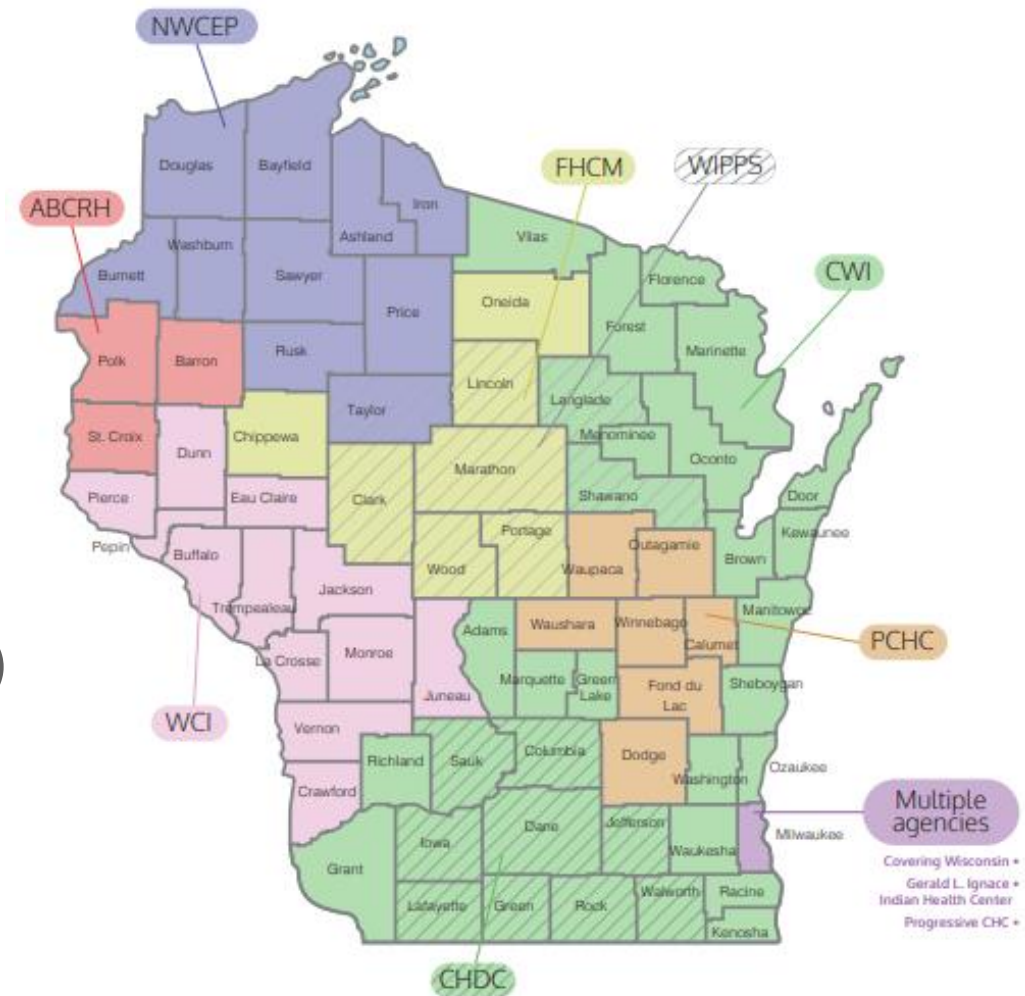 NWCEP
FHCM
WIPPS
ABCRH
CWI
Douglas
Bayfield
Iron
Ashland
Vilas
Washburn
Burnett
Sawyer
Florence
Oneida
Forest
Price
Marinette
Polk
Barron
Rusk
Lincoln
Langlade
Taylor
Menominee
St. Croix
Chippewa
Dunn
Oconto
Marathon
Pierce
Eau Claire
Clark
Shawano
Door
Portage
Kewaunee
Pepin
Buffalo
Outagamie
Brown
Wood
Waupaca
Jackson
Trempealeau
Manitowoc
Adams
Waushara
Winnebago
Calumet
PCHC
La Crosse
Monroe
Marquette
Green
Lake
Sheboygan
Fond du
Lac
Juneau
WCI
Vernon
Columbia
Richland
Sauk
Dodge
Ozaukee
Washington
Crawford
Multiple
agencies
Dane
Jefferson
Milwaukee
Iowa
Waukesha
Grant
Covering Wisconsin •
Gerald L. Ignace •
Indian Health Center
Progressive CHC •
Lafayette
Green
Rock
Walworth
Racine
Kenosha
CHDC